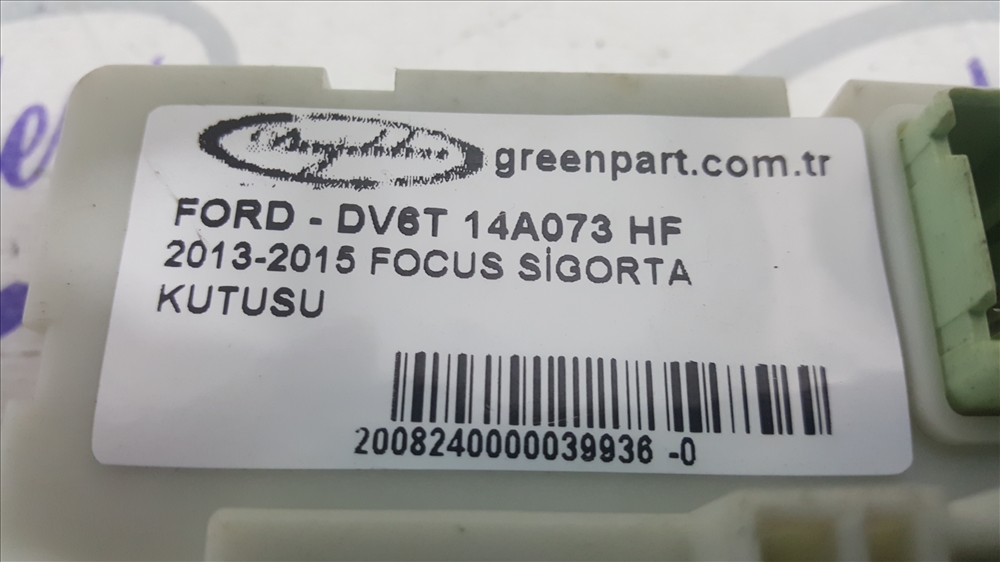 greenpart.com.tr
FORD - DV6T 14A073 HF
2013-2015 FOCUS SİGORTA
KUTUSU
2008240000039936 -0